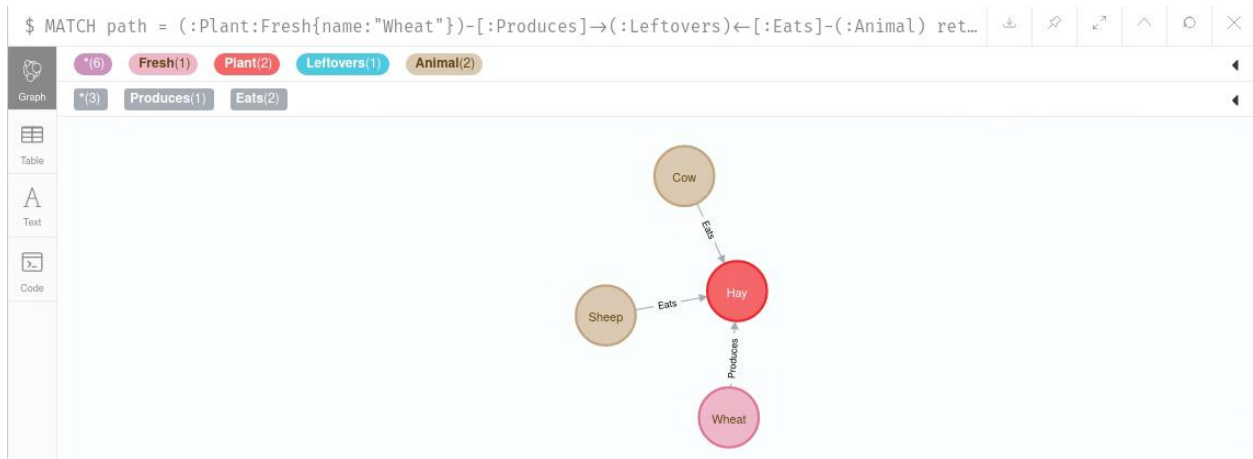 $ MATCH path = (:Plant:Fresh{name:"Wheat"})-[:Produces]→(:Leftovers)←[:Eats]-(:Animal) ret…
*(6) Fresh(1) Plant(2) Leftovers(1) Animal(2)
*(3) Produces(1) Eats(2)
Graph
Table
A
Text
Code
Cow
Eats
Hay
Sheep
Eats
Produces
Wheat